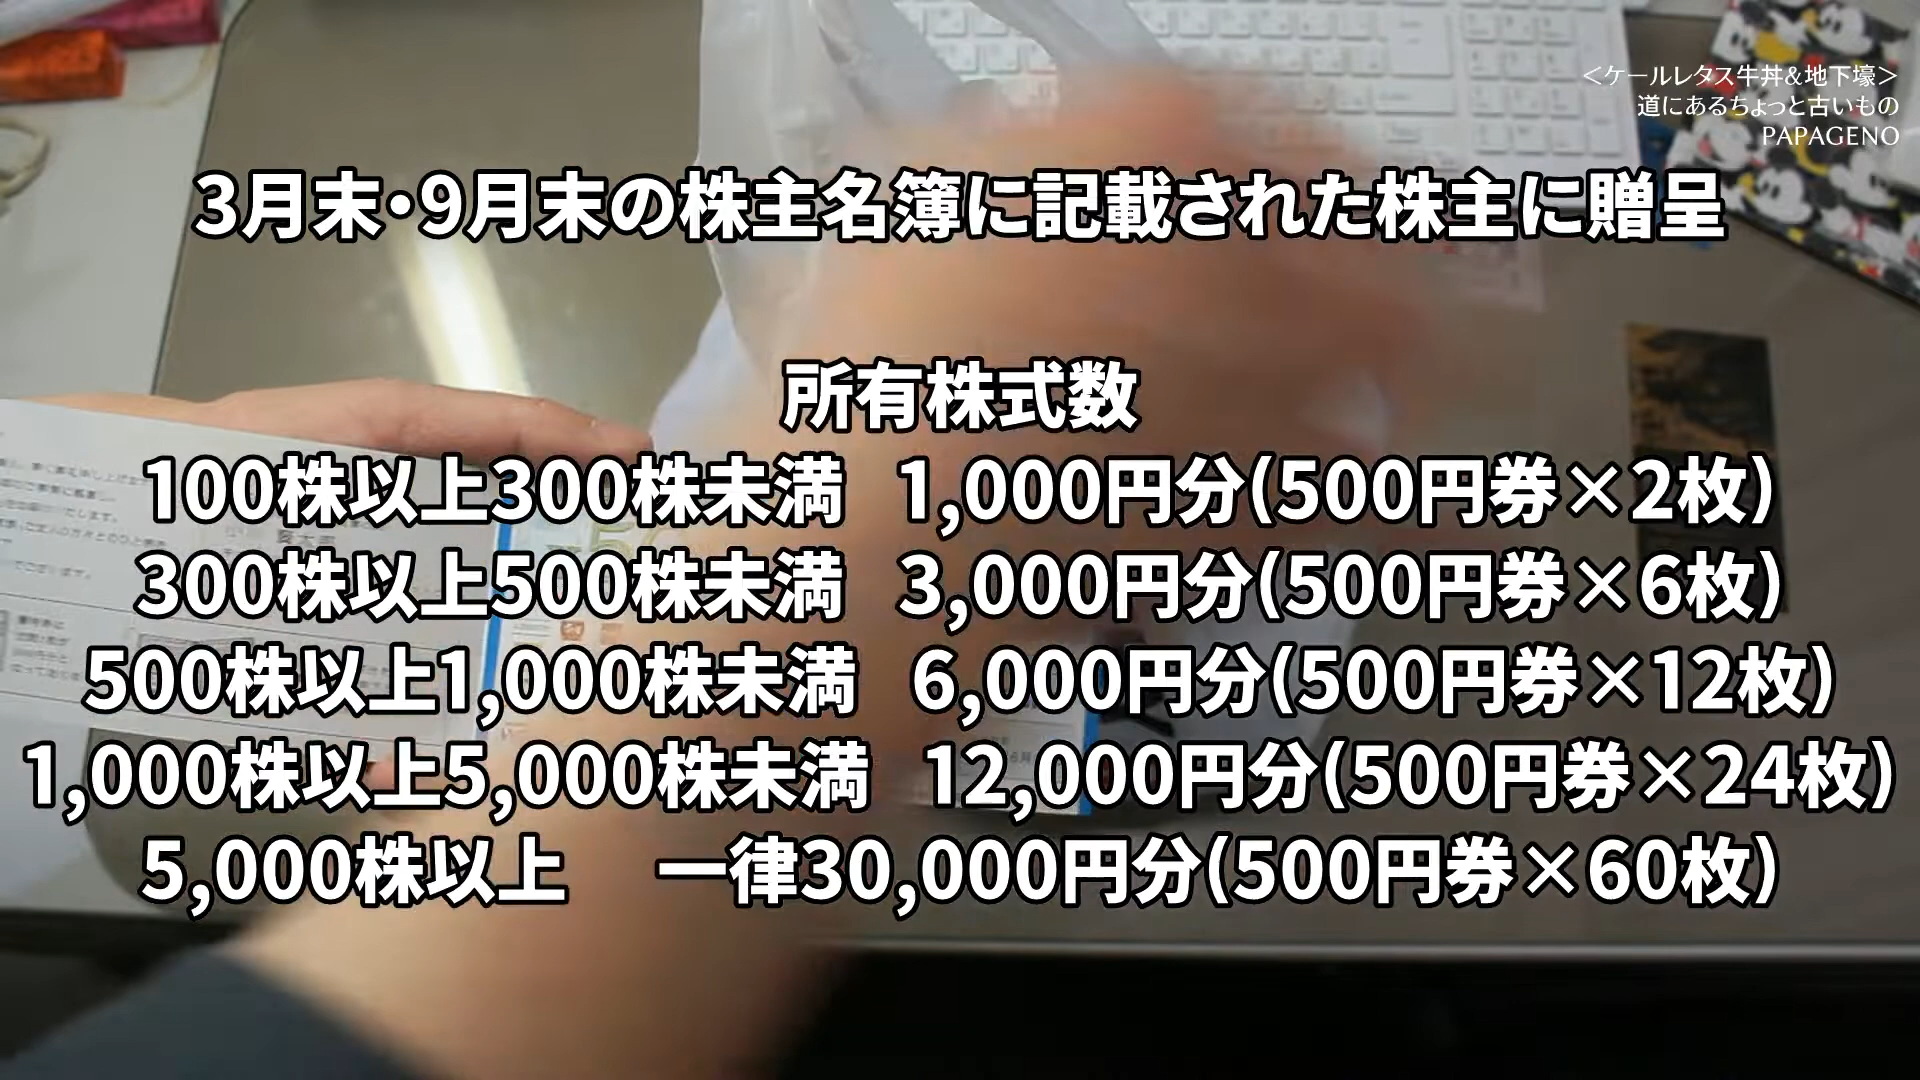 ＜ケールレタス牛丼&地下壕＞
道にあるちょっと古いもの
PAPAGENO
3月末・9月末の株主名簿に記載された株主に贈呈
所有株式数
100株以上300株未満 1,000円分(500円券×2枚)
300株以上500株未満 3,000円分(500円券×6枚)
500株以上1,000株未満 6,000円分(500円券×12枚)
1,000株以上5,000株未満 12,000円分(500円券×24枚)
5,000株以上 一律30,000円分(500円券×60枚)